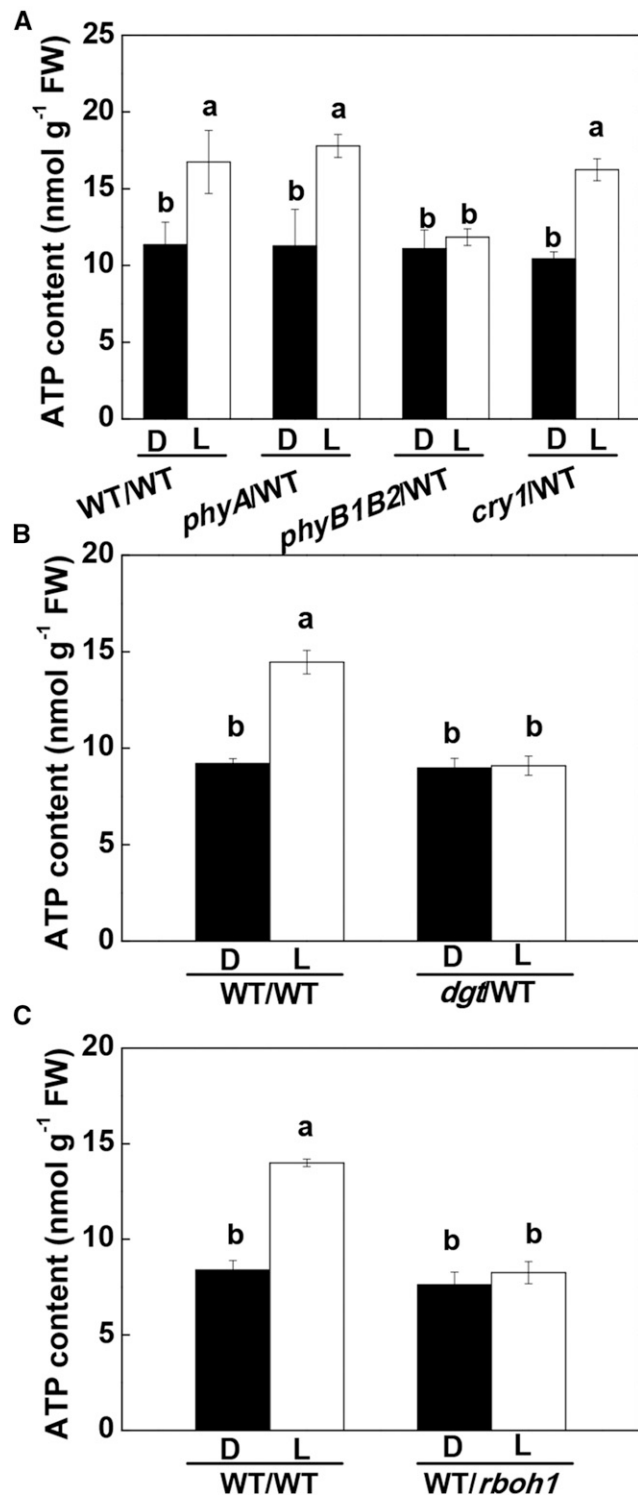 A
ATP content (nmol g⁻¹ FW)
25
20
15
10
5
0
b
a
b
a
b
b
b
a
D L
D L
D L
D L
WT/WT
phyA/WT
phyB1B2/WT
cry1/WT
B
ATP content (nmol g⁻¹ FW)
20
15
10
5
0
b
a
b
b
D L
D L
WT/WT
dgt/WT
C
ATP content (nmol g⁻¹ FW)
20
15
10
5
0
b
a
b
b
D L
D L
WT/WT
WT/rboh1